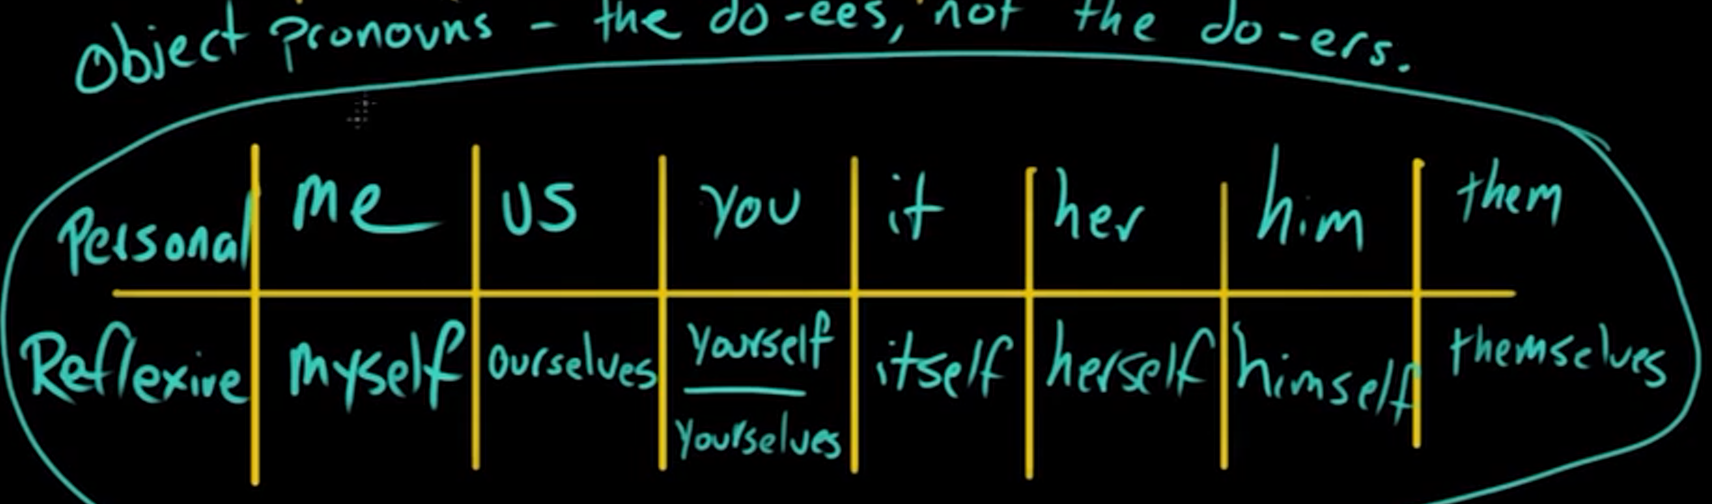 Object pronouns - the do-ees, not the do-ers.
Personal me us you it her him them
Reflexive myself ourselves yourself itself herself himself themselves
yourselves